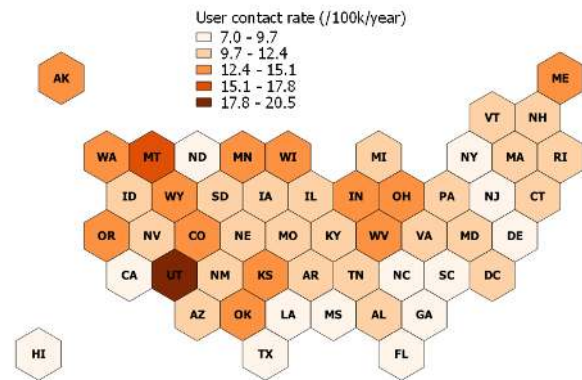 User contact rate (/100k/year)
7.0 - 9.7
9.7 - 12.4
12.4 - 15.1
15.1 - 17.8
17.8 - 20.5
AK
ME
VT NH
WA MT ND MN WI MI NY MA RI
ID WY SD IA IL IN OH PA NJ CT
OR NV CO NE MO KY WV VA MD DE
CA UT NM KS AR TN NC SC DC
AZ OK LA MS AL GA
HI TX FL